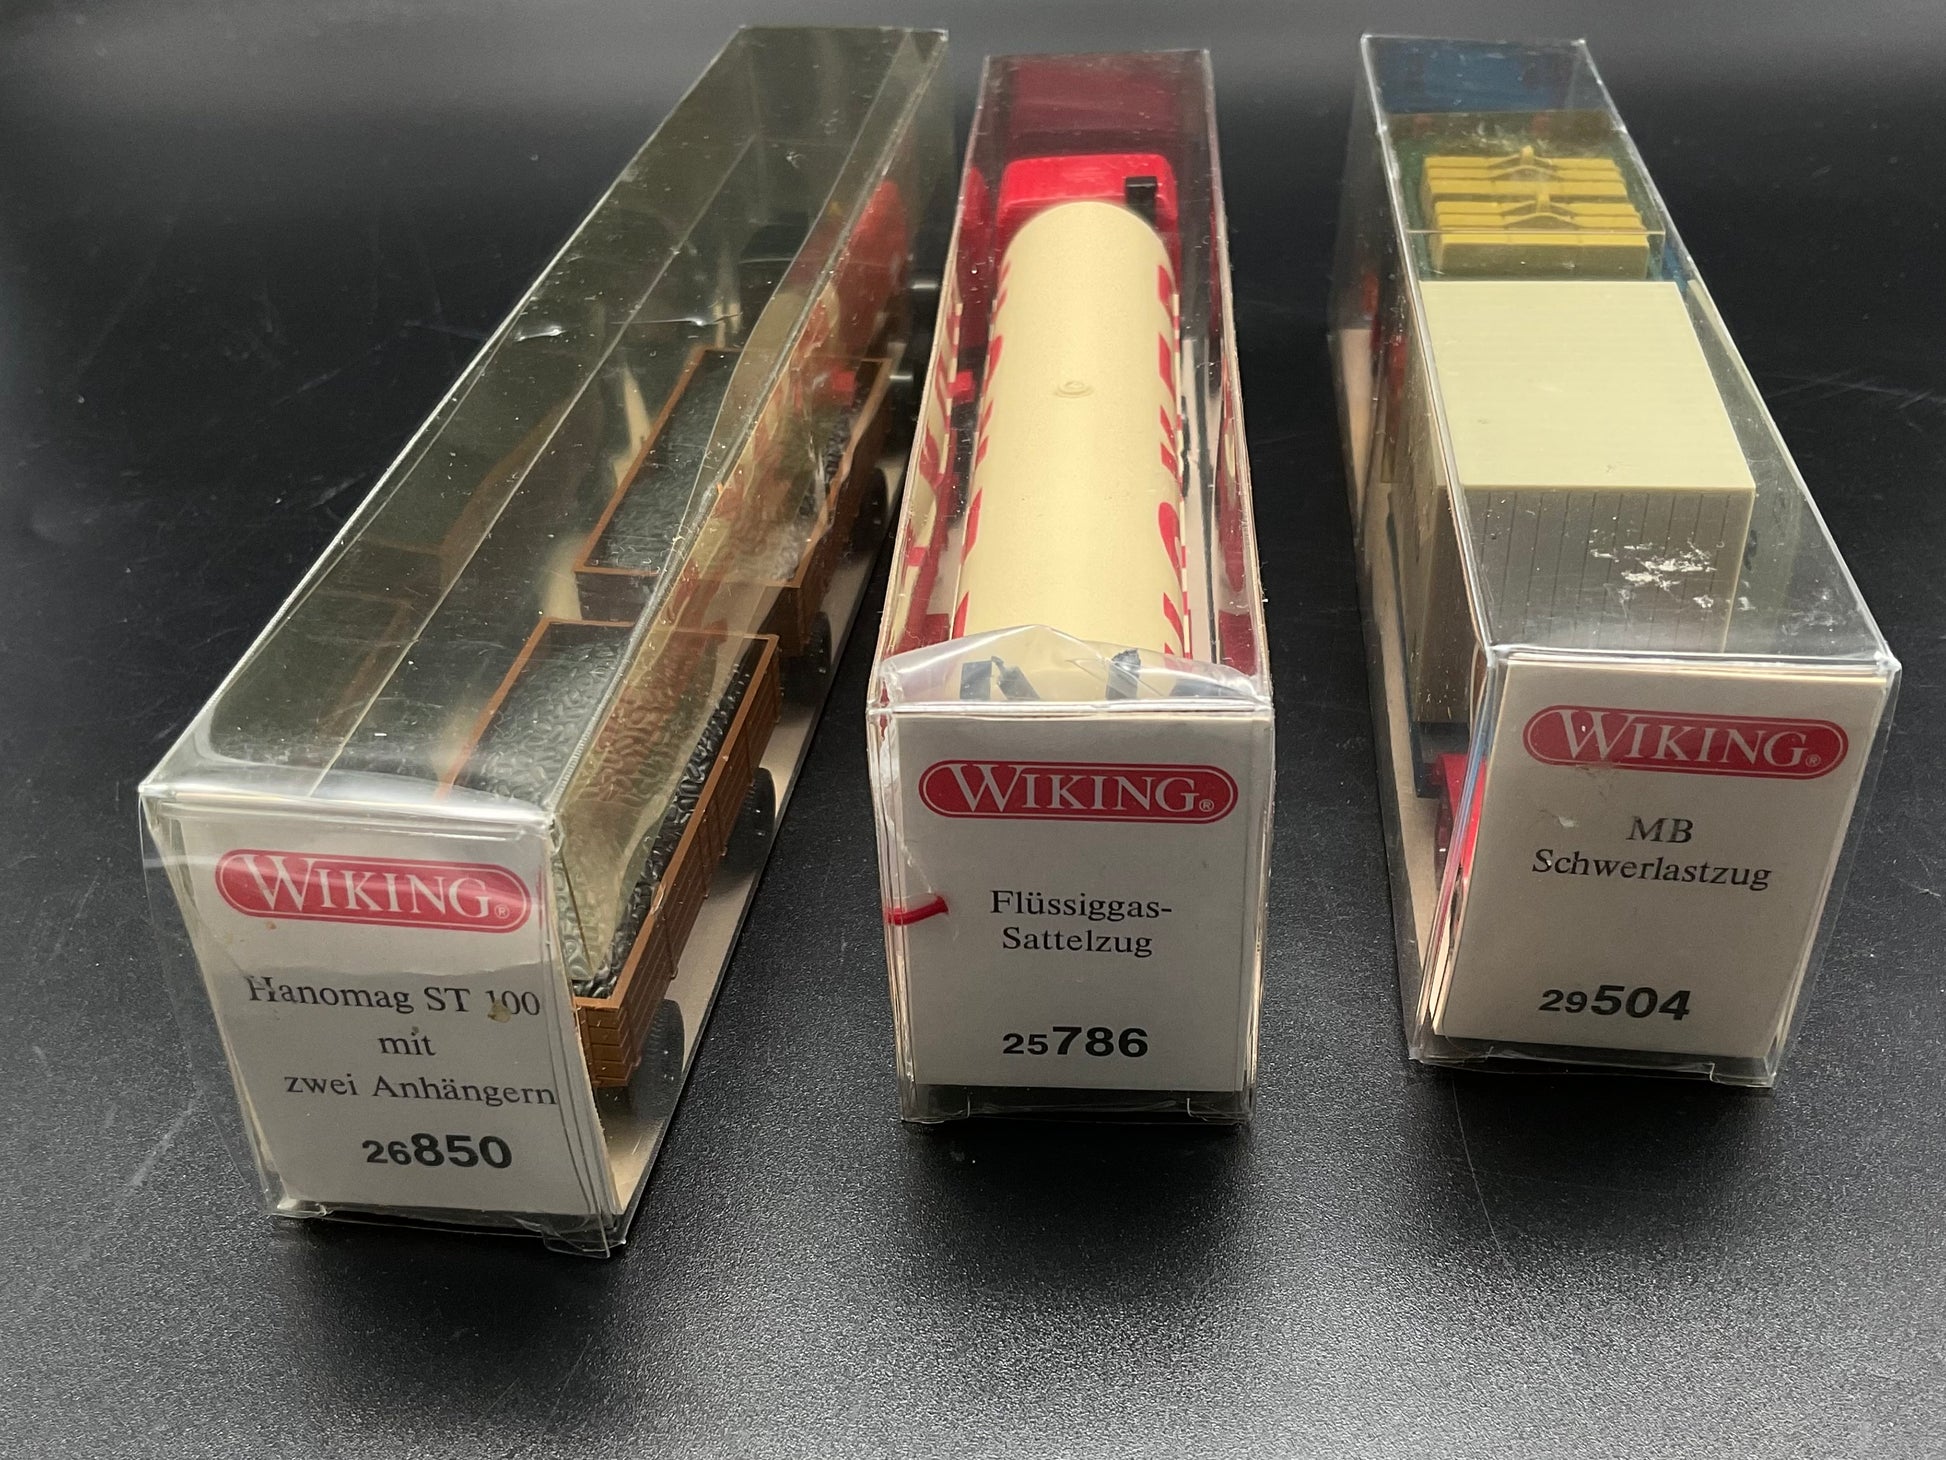 WIKING®
Hanomag ST 100
mit
zwei Anhängern
26850
WIKING®
Flüssiggas-
Sattelzug
25786
WIKING®
MB
Schwerlastzug
29504